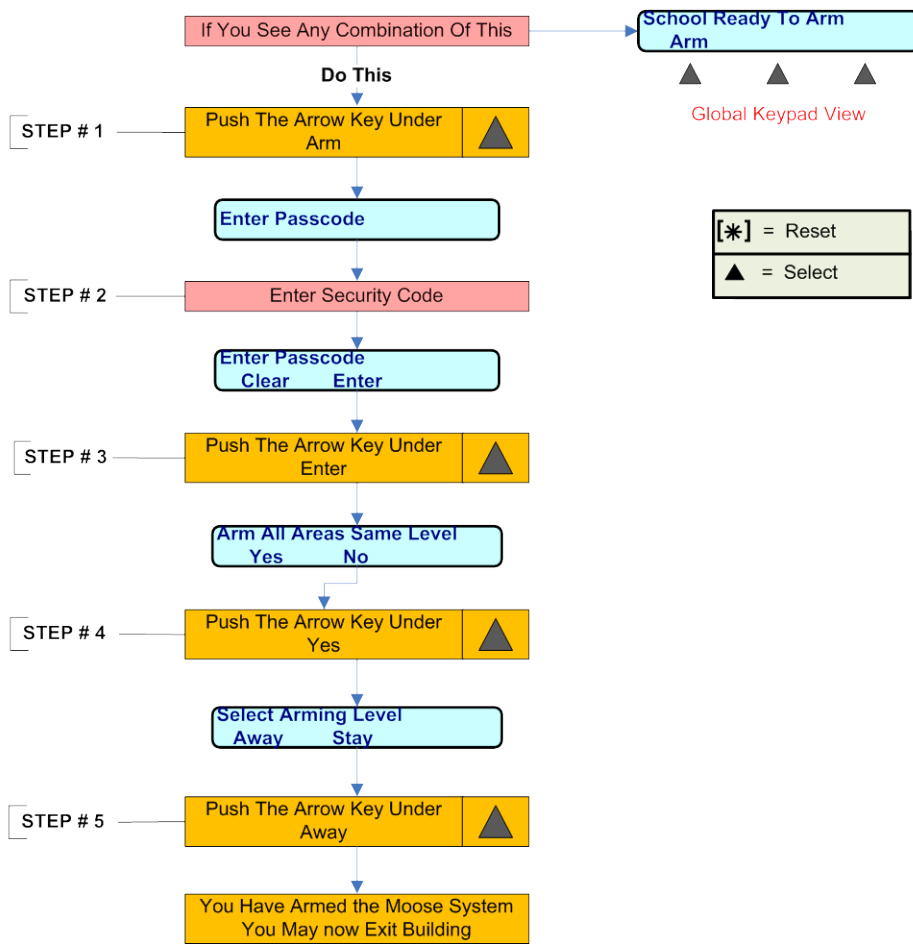 If You See Any Combination Of This
School Ready To Arm
Arm
Do This
Global Keypad View
STEP # 1
Push The Arrow Key Under
Arm
Enter Passcode
[✳] = Reset
▲ = Select
STEP # 2
Enter Security Code
Enter Passcode
Clear Enter
STEP # 3
Push The Arrow Key Under
Enter
Arm All Areas Same Level
Yes No
STEP # 4
Push The Arrow Key Under
Yes
Select Arming Level
Away Stay
STEP # 5
Push The Arrow Key Under
Away
You Have Armed the Moose System
You May now Exit Building